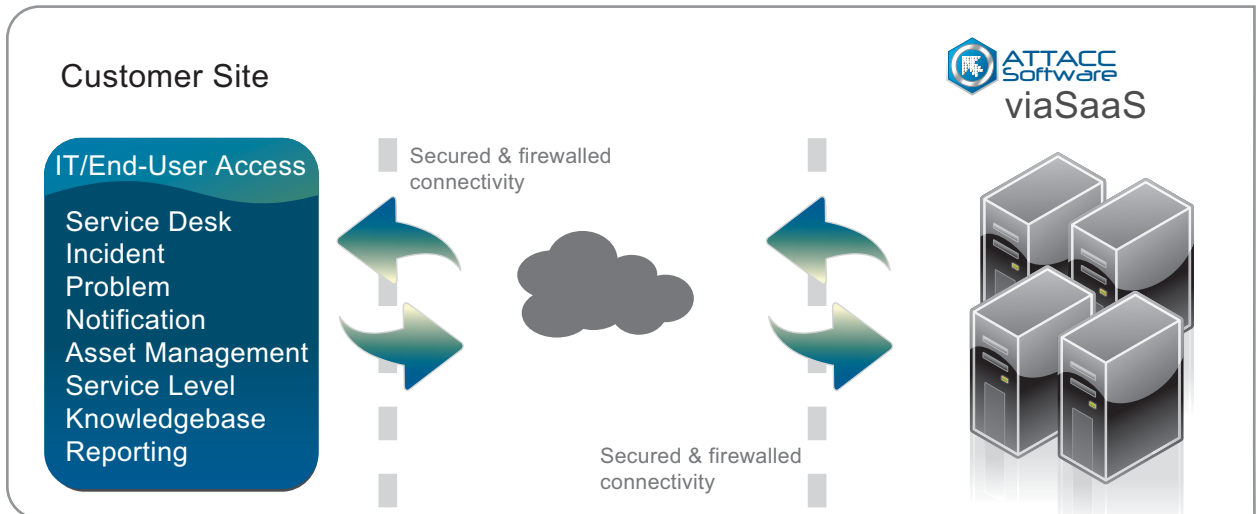 Customer Site
ATTACC
Software
viaSaaS
IT/End-User Access
Service Desk
Incident
Problem
Notification
Asset Management
Service Level
Knowledgebase
Reporting
Secured & firewalled
connectivity
Secured & firewalled
connectivity